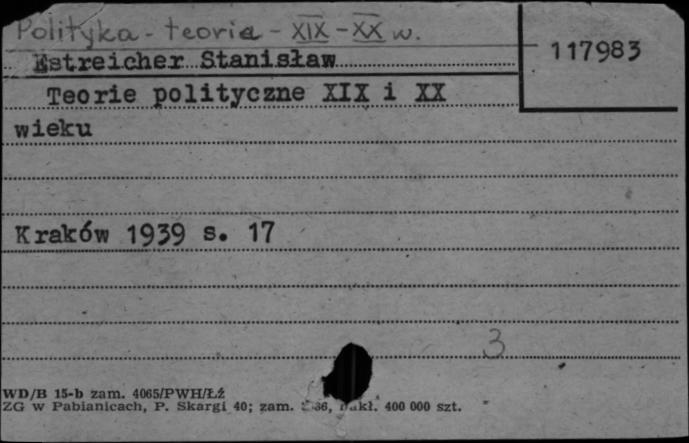 Polityka - teoria - XIX - XX w.
Estreicher Stanisław
117983
Teorie polityczne XIX i XX
wieku
Kraków 1939 s. 17
3
WD/B 15-b zam. 4065/PWH/ŁŹ
ZG w Pabianicach, P. Skargi 40; zam. 400 000 szt.